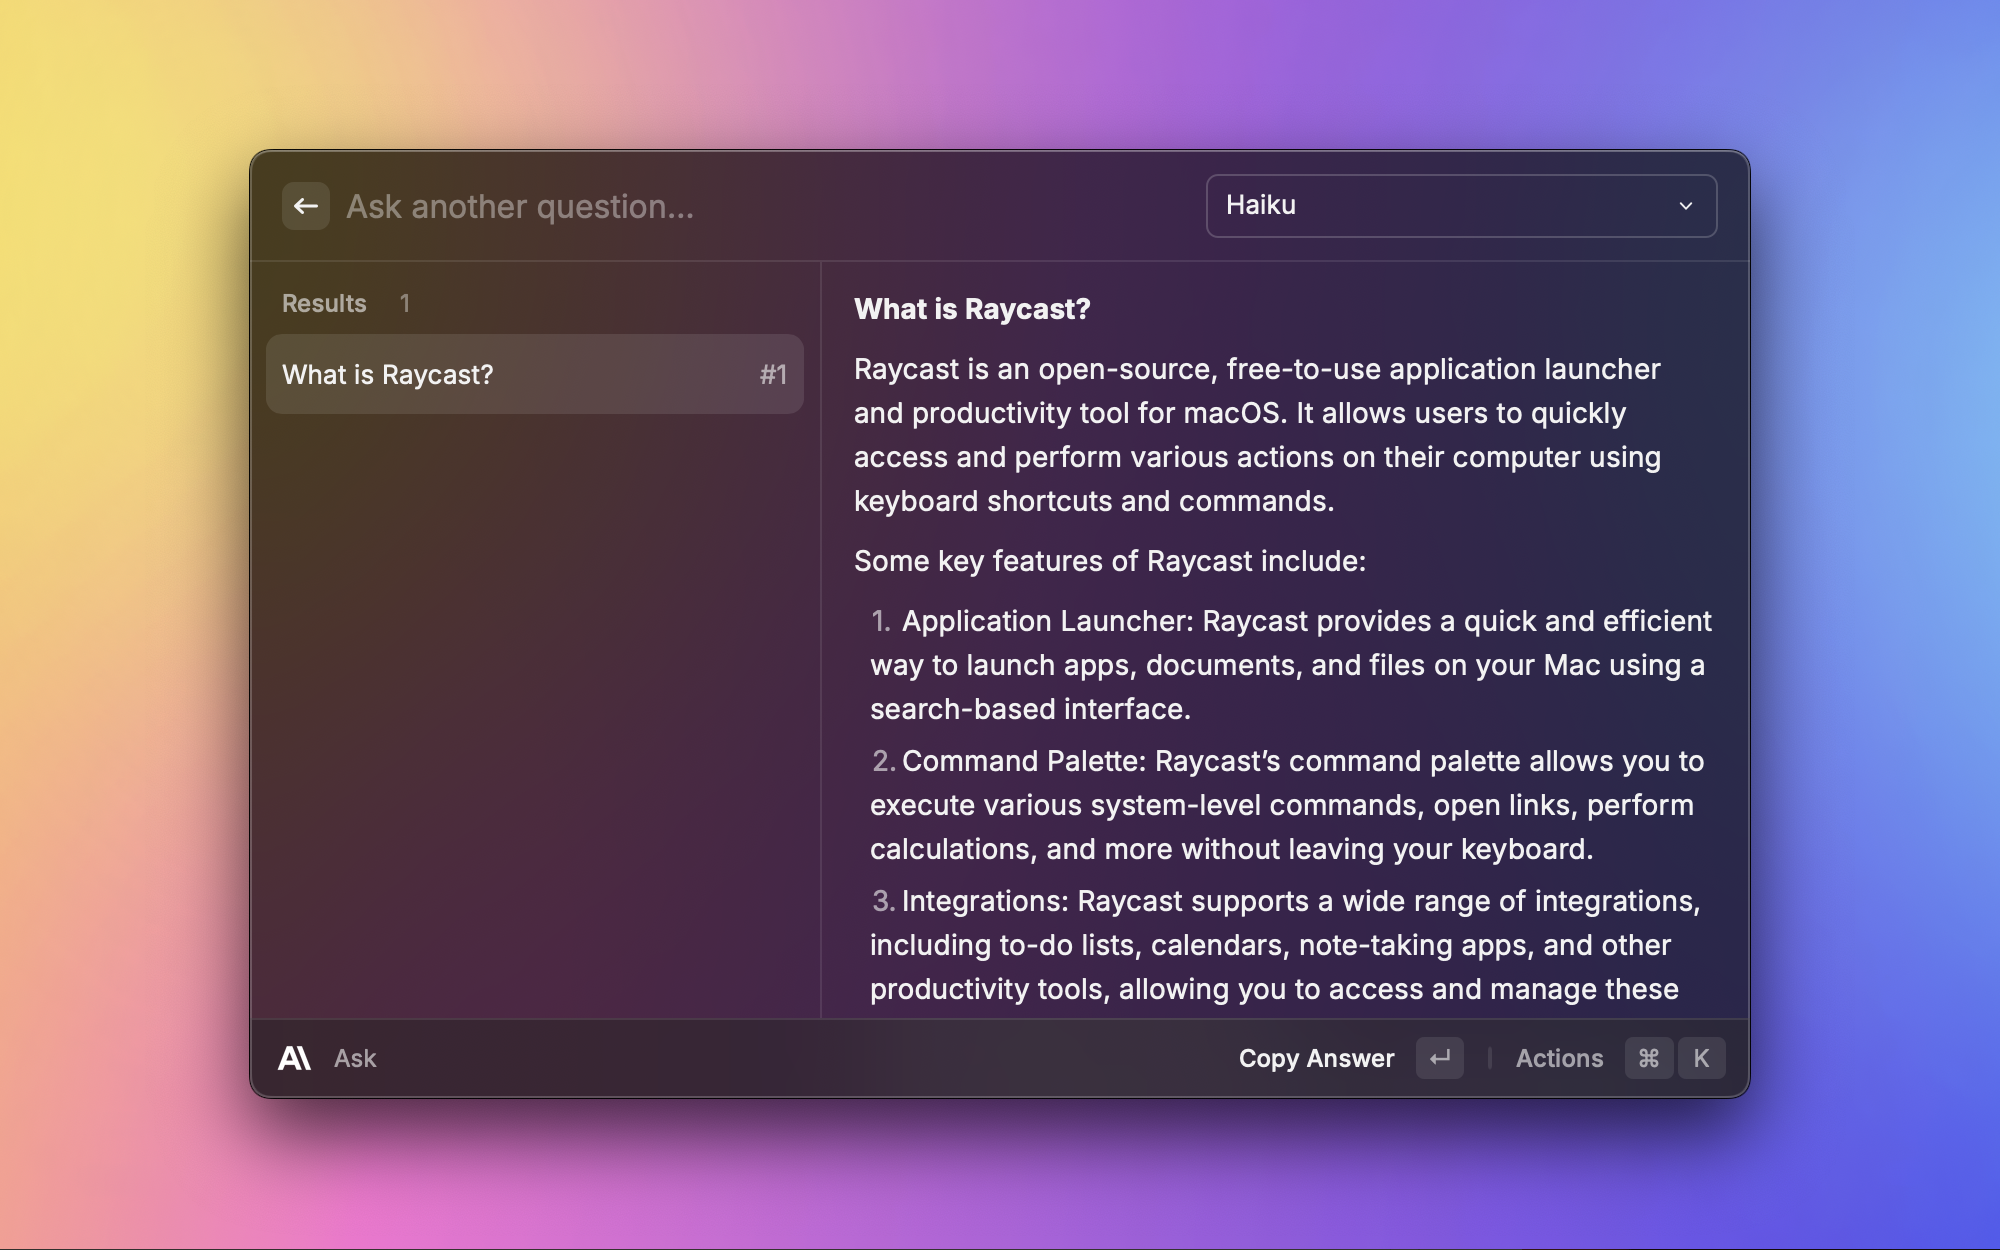 Ask another question...
Haiku
Results 1
What is Raycast? #1
What is Raycast?
Raycast is an open-source, free-to-use application launcher
and productivity tool for macOS. It allows users to quickly
access and perform various actions on their computer using
keyboard shortcuts and commands.
Some key features of Raycast include:
1. Application Launcher: Raycast provides a quick and efficient
way to launch apps, documents, and files on your Mac using a
search-based interface.
2. Command Palette: Raycast’s command palette allows you to
execute various system-level commands, open links, perform
calculations, and more without leaving your keyboard.
3. Integrations: Raycast supports a wide range of integrations,
including to-do lists, calendars, note-taking apps, and other
productivity tools, allowing you to access and manage these
A\ Ask
Copy Answer ↵ | Actions ⌘ K